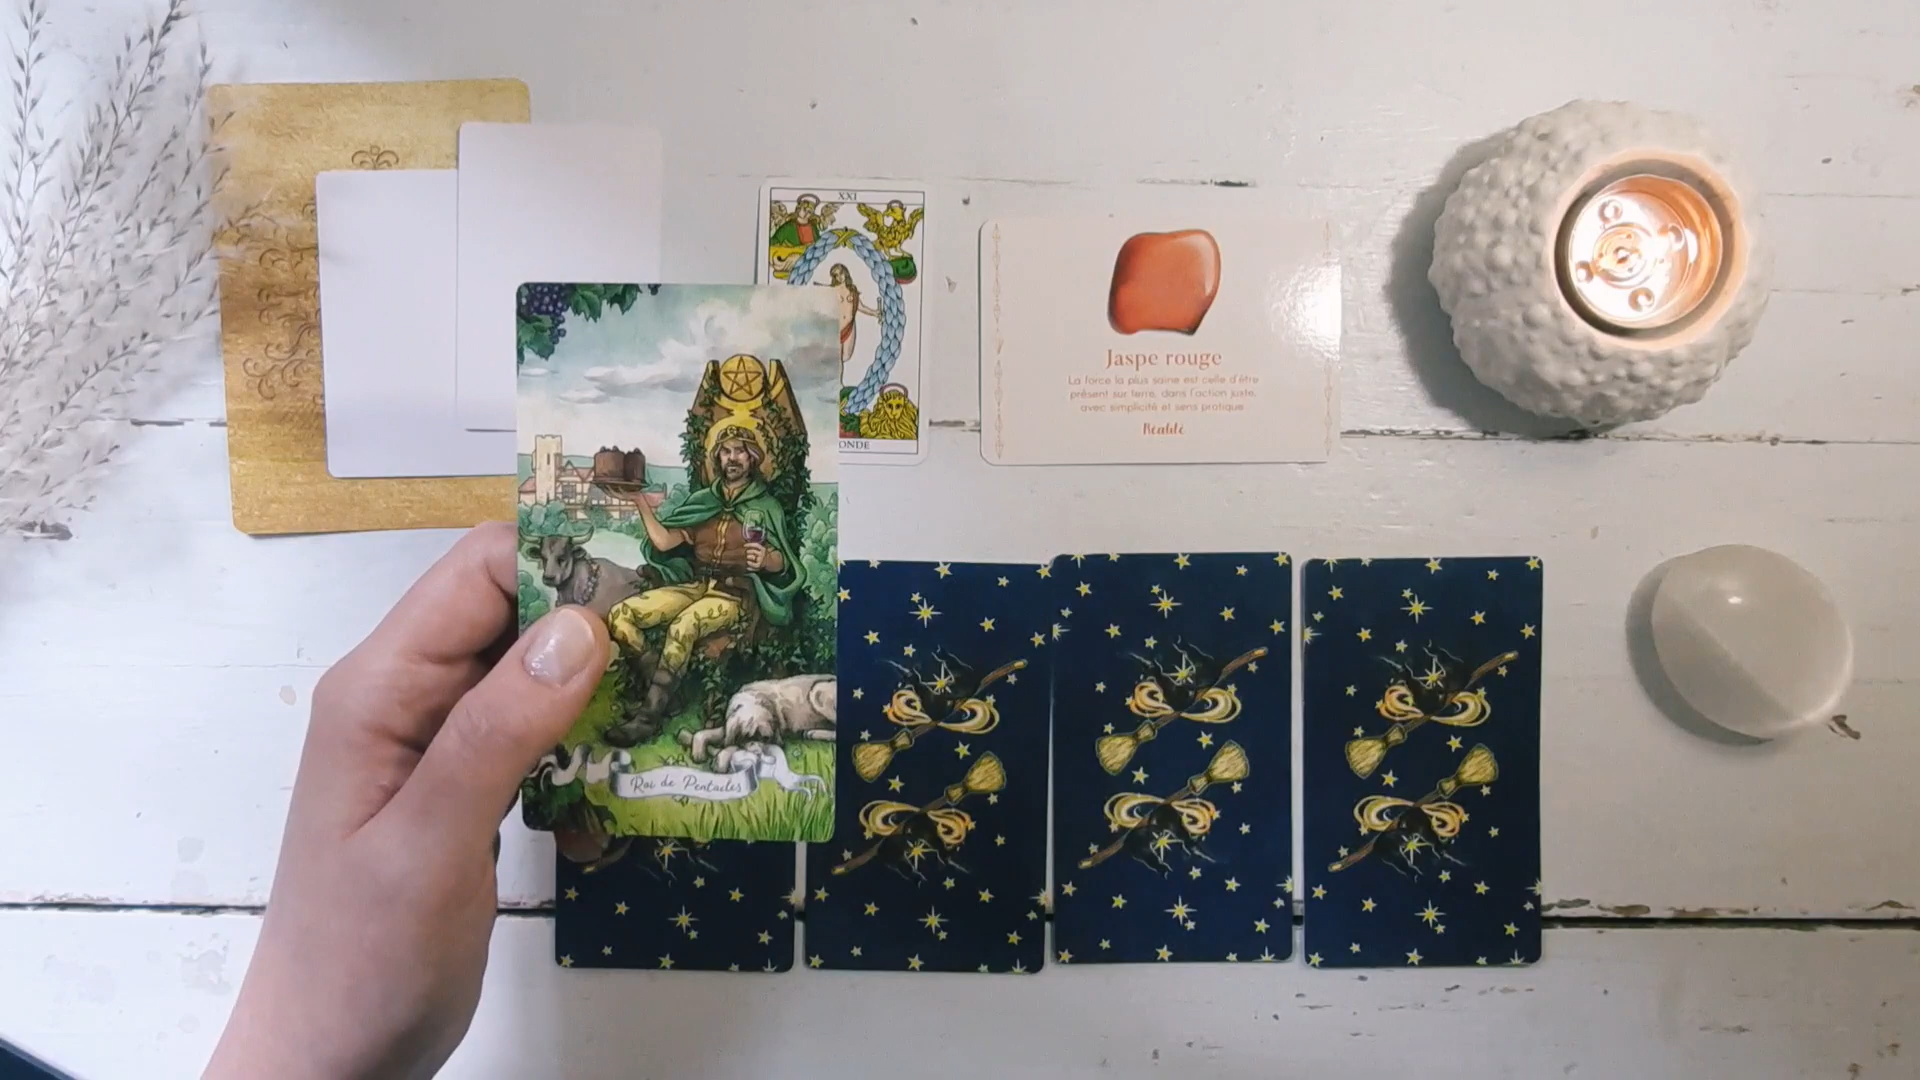 XXI
ONDE
Jaspe rouge
La force la plus saine est celle d'être
présent sur terre, dans l'action juste,
avec simplicité et sens pratique.
Réalité
Roi de Pentacles